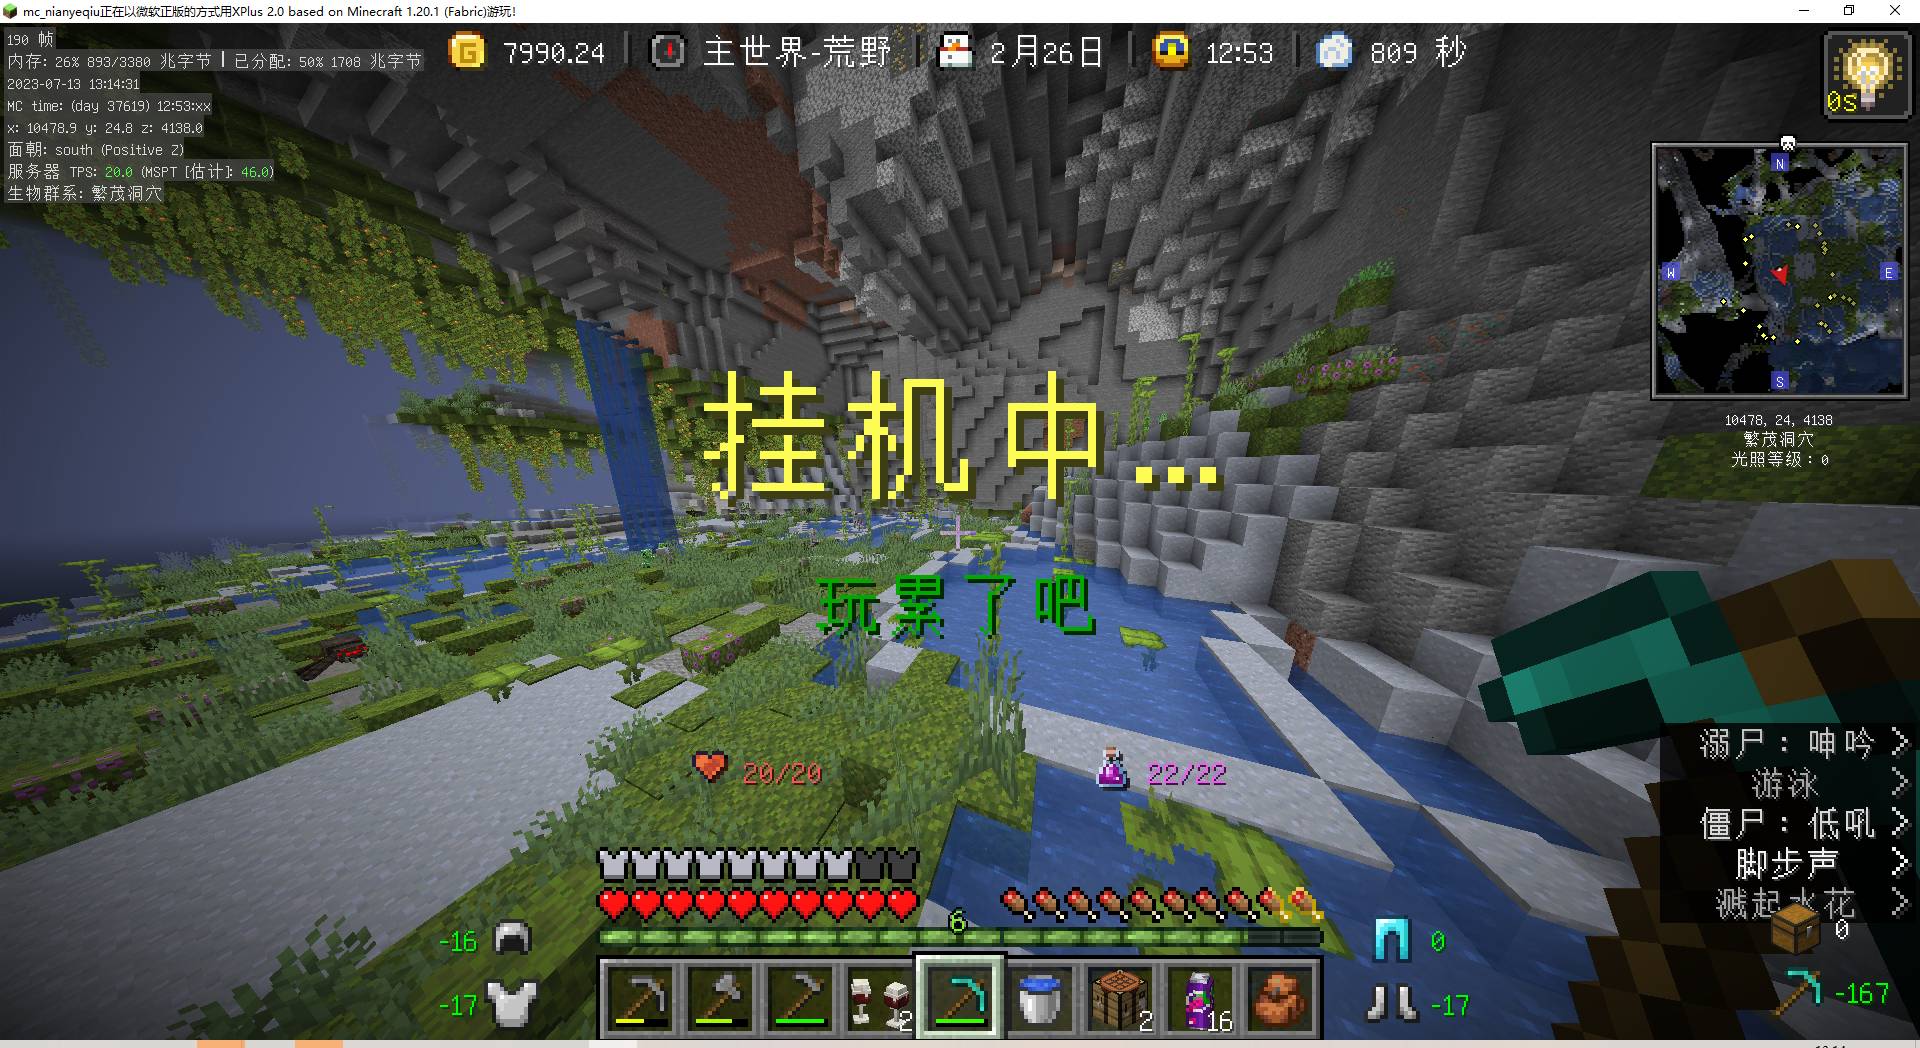 mc_nianyeqiu正在以微软正版的方式用XPlus 2.0 based on Minecraft 1.20.1 (Fabric)游玩!
190 帧
内存: 26% 893/3380 兆字节 | 已分配: 50% 1708 兆字节
2023-07-13 13:14:31
MC time: (day 37619) 12:53:xx
x: 10478.9 y: 24.8 z: 4138.0
面朝: south (Positive Z)
服务器 TPS: 20.0 (MSPT [估计]: 46.0)
生物群系: 繁茂洞穴
G 7990.24 | 主世界-荒野 | 2月26日 | 12:53 | 809 秒
0s
N
W
E
S
10478, 24, 4138
繁茂洞穴
光照等级: 0
挂机中...
玩累了吧
20/20
22/22
溺尸: 呻吟 >
游泳 >
僵尸: 低吼 >
脚步声 >
溅起水花 >
0
6
-16
0
-17
-17
-167
2
2
16